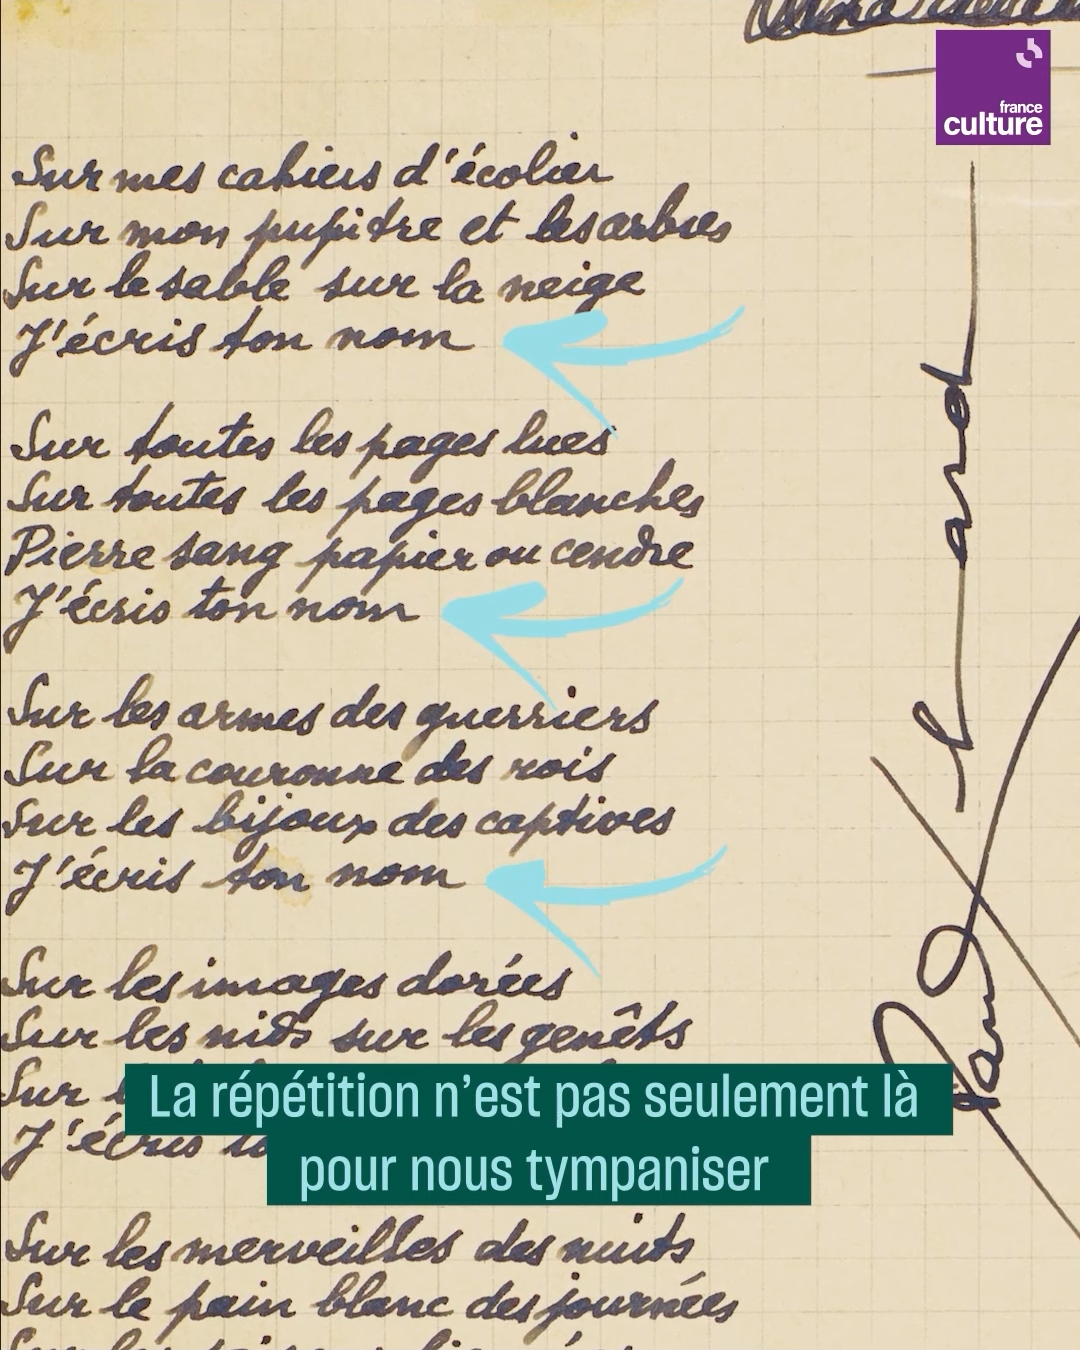 france
culture
Sur mes cahiers d'écolier
Sur mon pupitre et les arbres
Sur le sable sur la neige
J'écris ton nom
Sur toutes les pages lues
Sur toutes les pages blanches
Pierre sang papier ou cendre
J'écris ton nom
Sur les armes des guerriers
Sur la couronne des rois
Sur les bijoux des captives
J'écris ton nom
Sur les images dorées
Sur les nids sur les genêts
Sur
J'écris
La répétition n'est pas seulement là
pour nous tympaniser
Sur les merveilles des nuits
Sur le pain blanc des journées
Paul Eluard